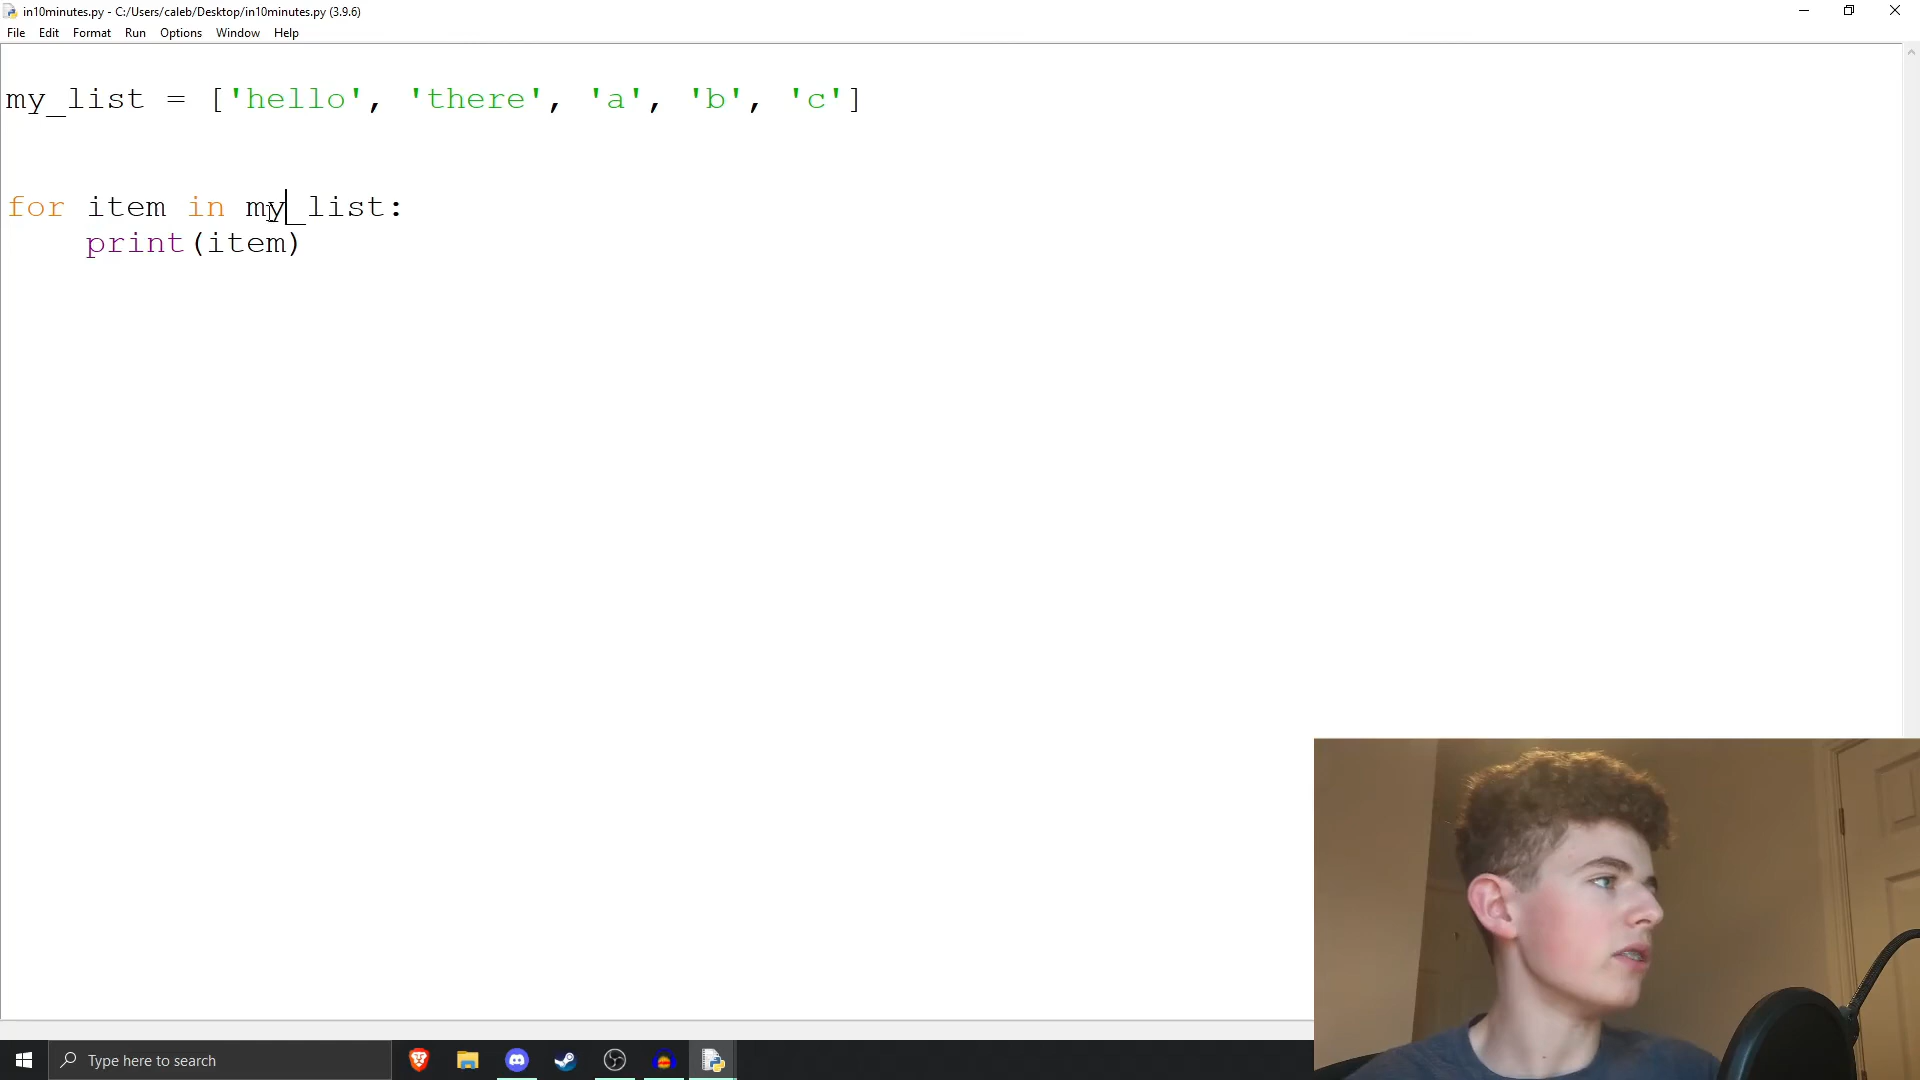 in10minutes.py - C:/Users/caleb/Desktop/in10minutes.py (3.9.6)
File Edit Format Run Options Window Help
my_list = ['hello', 'there', 'a', 'b', 'c']
for item in my_list:
    print(item)
Type here to search